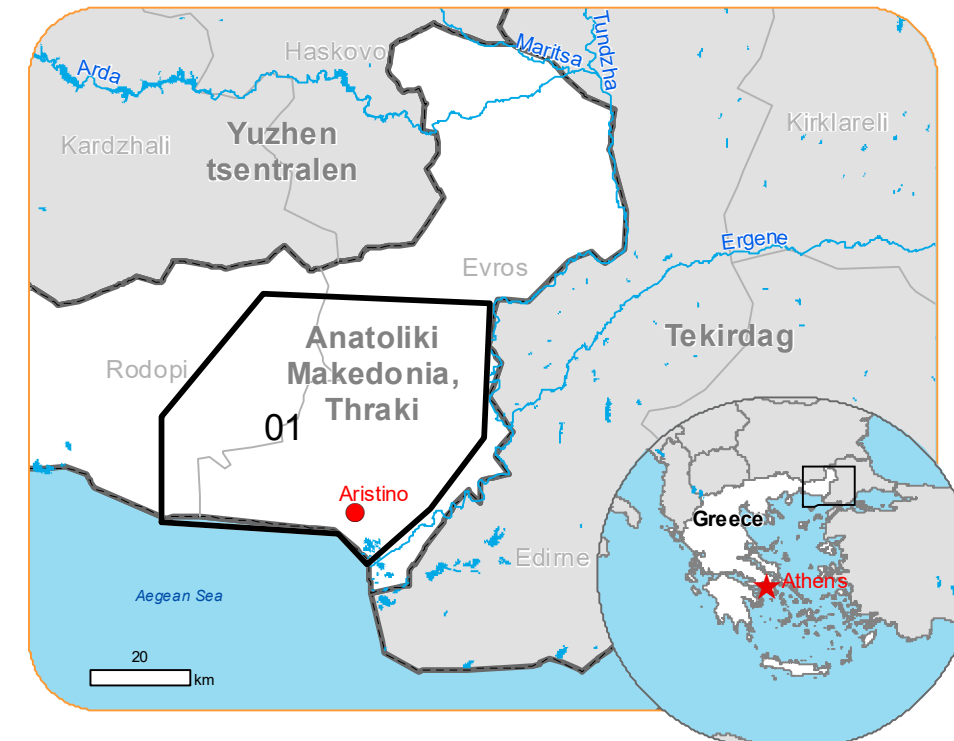 Haskovo
Maritsa
Tundzha
Arda
Kirklareli
Kardzhali
Yuzhen
tsentralen
Ergene
Evros
Anatoliki
Makedonia,
Thraki
Tekirdag
Rodopi
01
Aristino
Greece
Edirne
Athens
Aegean Sea
20
km